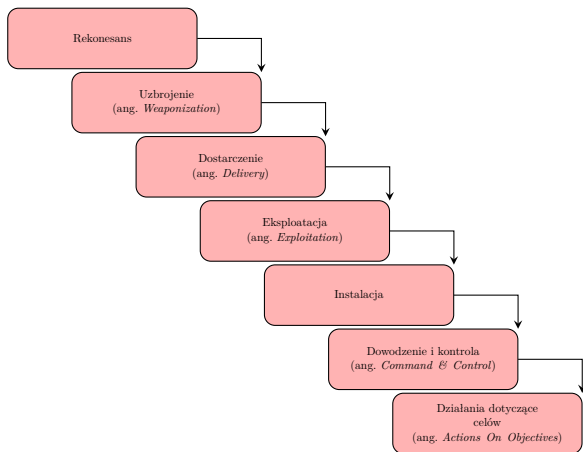 Rekonesans
Uzbrojenie
(ang. Weaponization)
Dostarczenie
(ang. Delivery)
Eksploatacja
(ang. Exploitation)
Instalacja
Dowodzenie i kontrola
(ang. Command & Control)
Działania dotyczące
celów
(ang. Actions On Objectives)